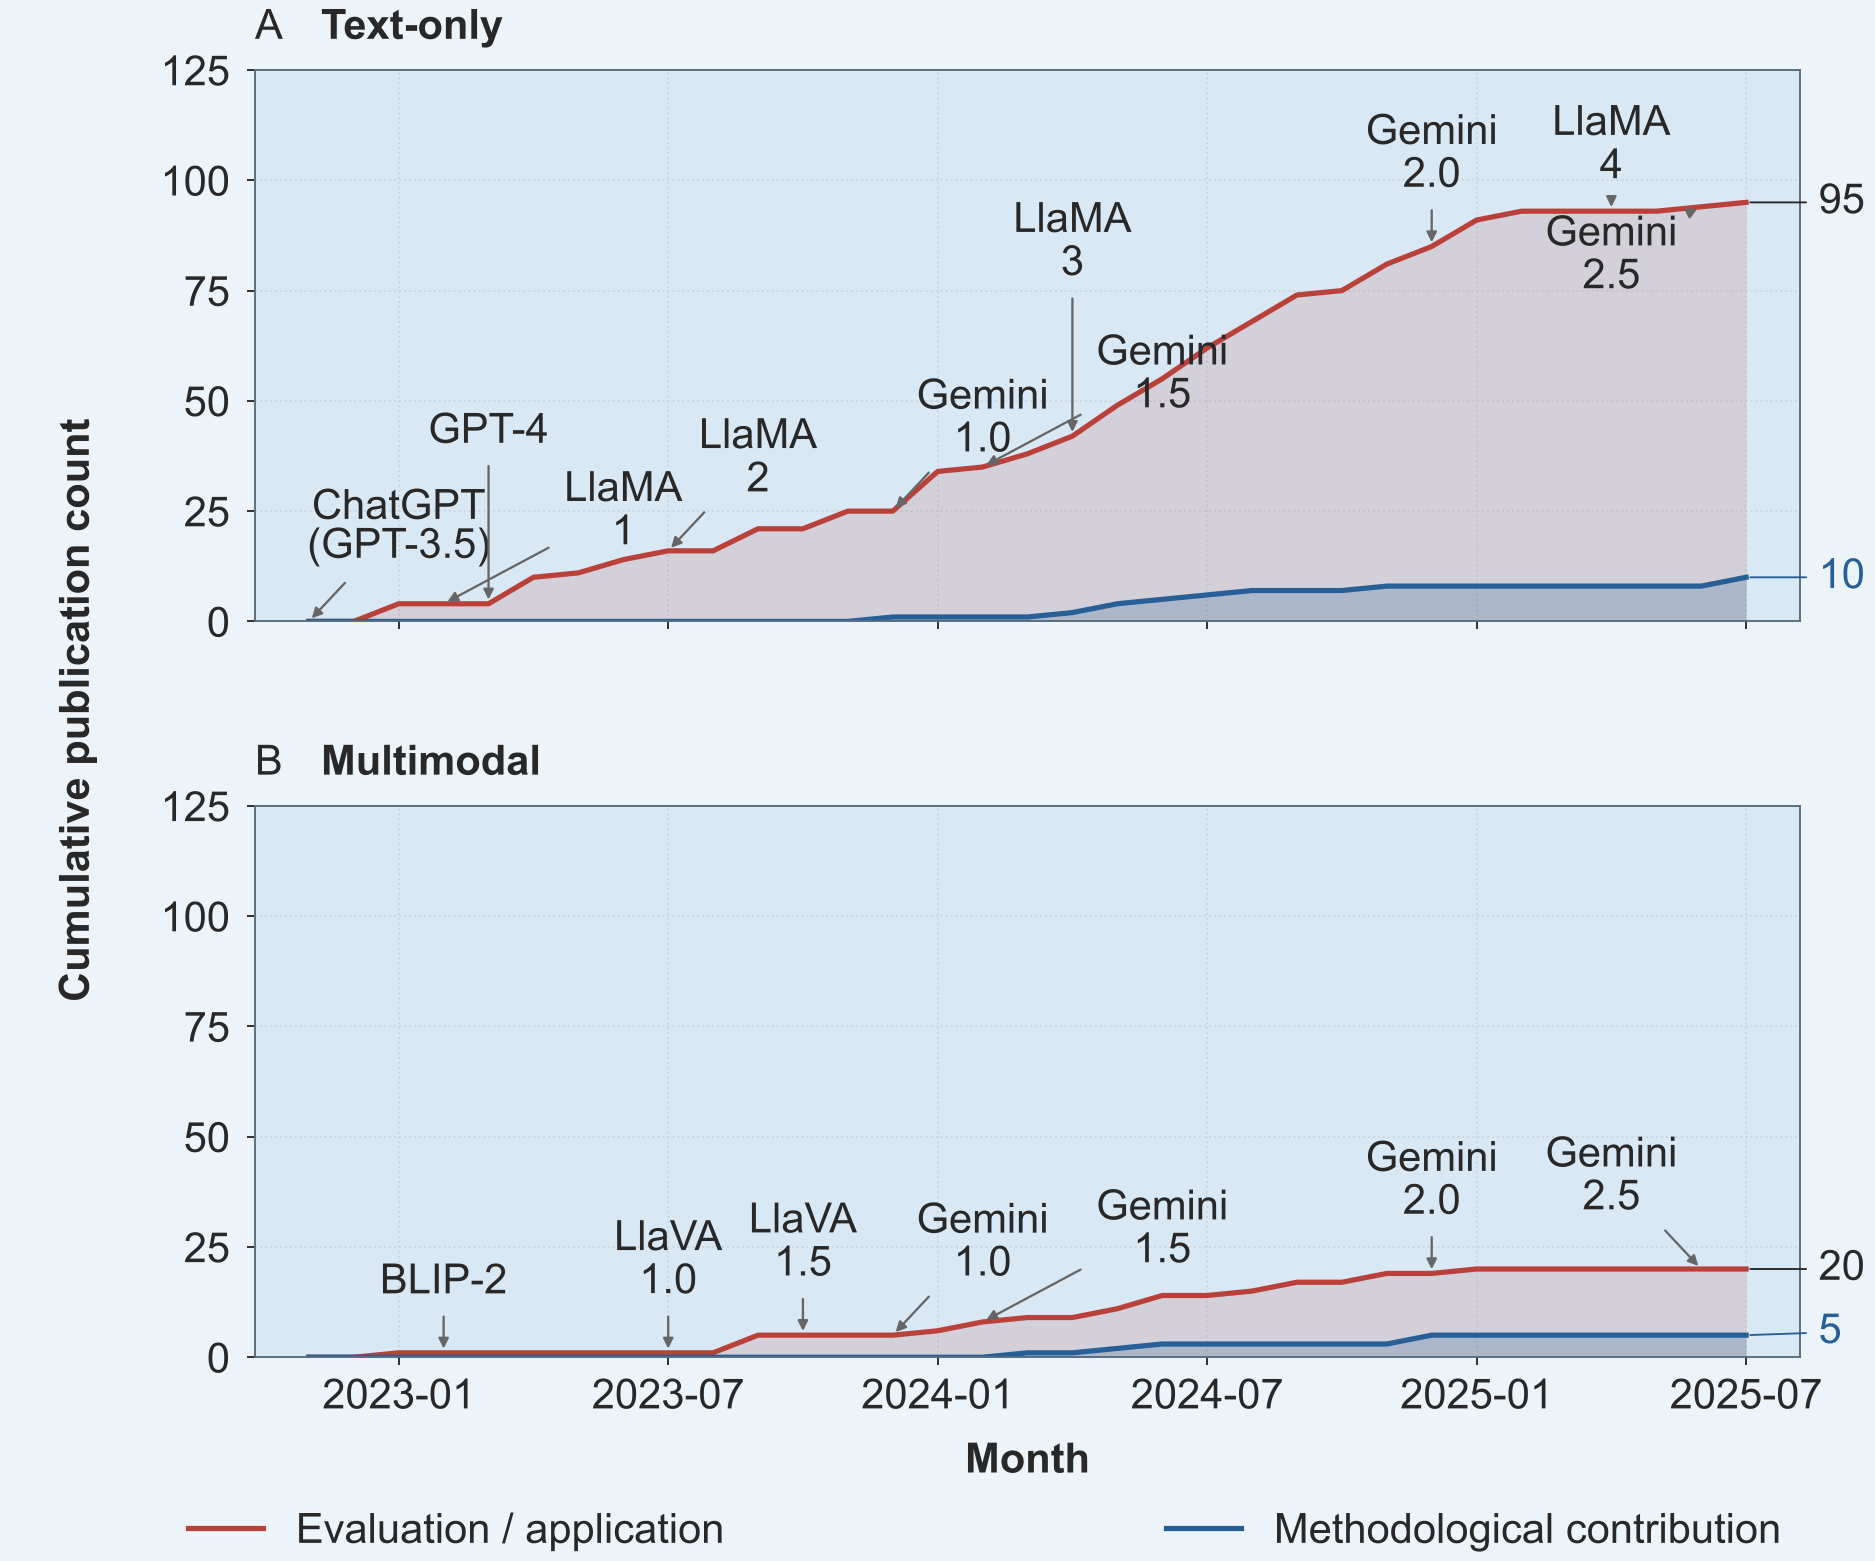 A Text-only
125
100
75
50
25
0
Gemini
2.0
LlaMA
4
95
Gemini
2.5
LlaMA
3
Gemini
1.5
Gemini
1.0
GPT-4
LlaMA
2
LlaMA
1
ChatGPT
(GPT-3.5)
10
Cumulative publication count
B Multimodal
125
100
75
50
25
0
BLIP-2
LlaVA
1.0
LlaVA
1.5
Gemini
1.0
Gemini
1.5
Gemini
2.0
Gemini
2.5
20
5
2023-01 2023-07 2024-01 2024-07 2025-01 2025-07
Month
Evaluation / application Methodological contribution